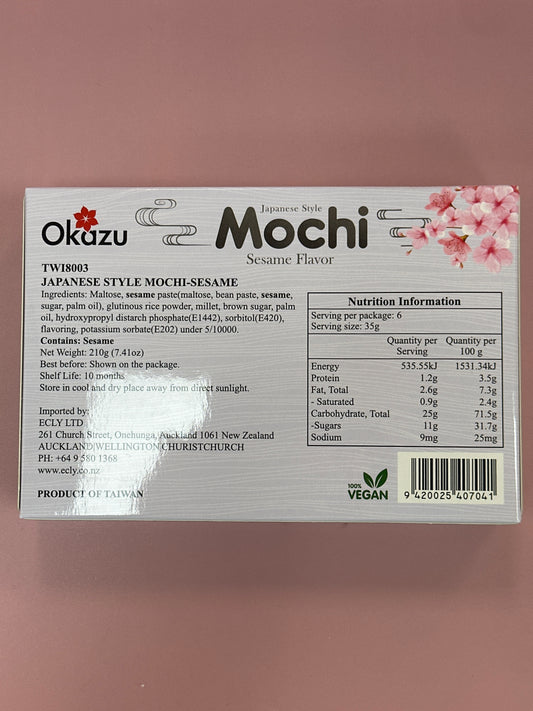 Okazu
Japanese Style
Mochi
Sesame Flavor
TWI8003
JAPANESE STYLE MOCHI-SESAME
Ingredients: Maltose, sesame paste(maltose, bean paste, sesame,
sugar, palm oil), glutinous rice powder, millet, brown sugar, palm
oil, hydroxypropyl distarch phosphate(E1442), sorbitol(E420),
flavoring, potassium sorbate(E202) under 5/10000.
Contains: Sesame
Net Weight: 210g (7.41oz)
Best before: Shown on the package.
Shelf Life: 10 months
Store in cool and dry place away from direct sunlight.
Imported by:
ECLY LTD
261 Church Street, Onehunga, Auckland 1061 New Zealand
AUCKLAND|WELLINGTON|CHURISTCHURCH
PH: +64 9 580 1368
www.ecly.co.nz
PRODUCT OF TAIWAN
Nutrition Information
Serving per package: 6
Serving size: 35g
Quantity per Serving Quantity per 100 g
Energy 535.55kJ 1531.34kJ
Protein 1.2g 3.5g
Fat, Total 2.6g 7.3g
- Saturated 0.9g 2.4g
Carbohydrate, Total 25g 71.5g
-Sugars 11g 31.7g
Sodium 9mg 25mg
100%
VEGAN
9 420025 407041